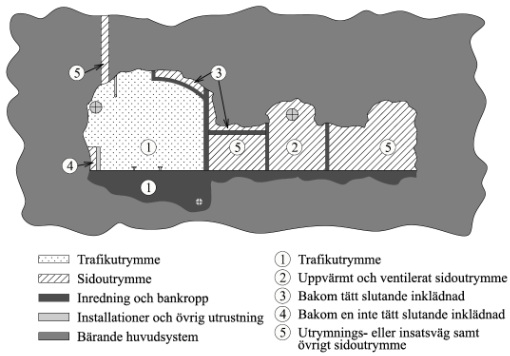 5
3
1
5
2
5
4
1
Trafikutrymme
Sidoutrymme
Inredning och bankropp
Installationer och övrig utrustning
Bärande huvudsystem
1 Trafikutrymme
2 Uppvärmt och ventilerat sidoutrymme
3 Bakom tätt slutande inklädnad
4 Bakom en inte tätt slutande inklädnad
5 Utrymnings- eller insatsväg samt
övrigt sidoutrymme